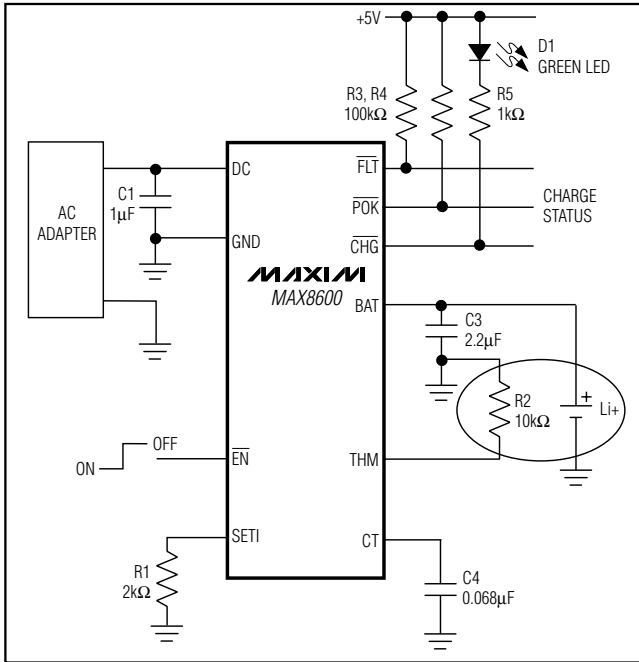 +5V
D1
GREEN LED
R3, R4
100kΩ
R5
1kΩ
AC
ADAPTER
C1
1µF
DC
GND
FLT
POK
CHG
CHARGE
STATUS
MAXIM
MAX8600
BAT
C3
2.2µF
R2
10kΩ
+
Li+
ON
OFF
EN
THM
SETI
CT
R1
2kΩ
C4
0.068µF